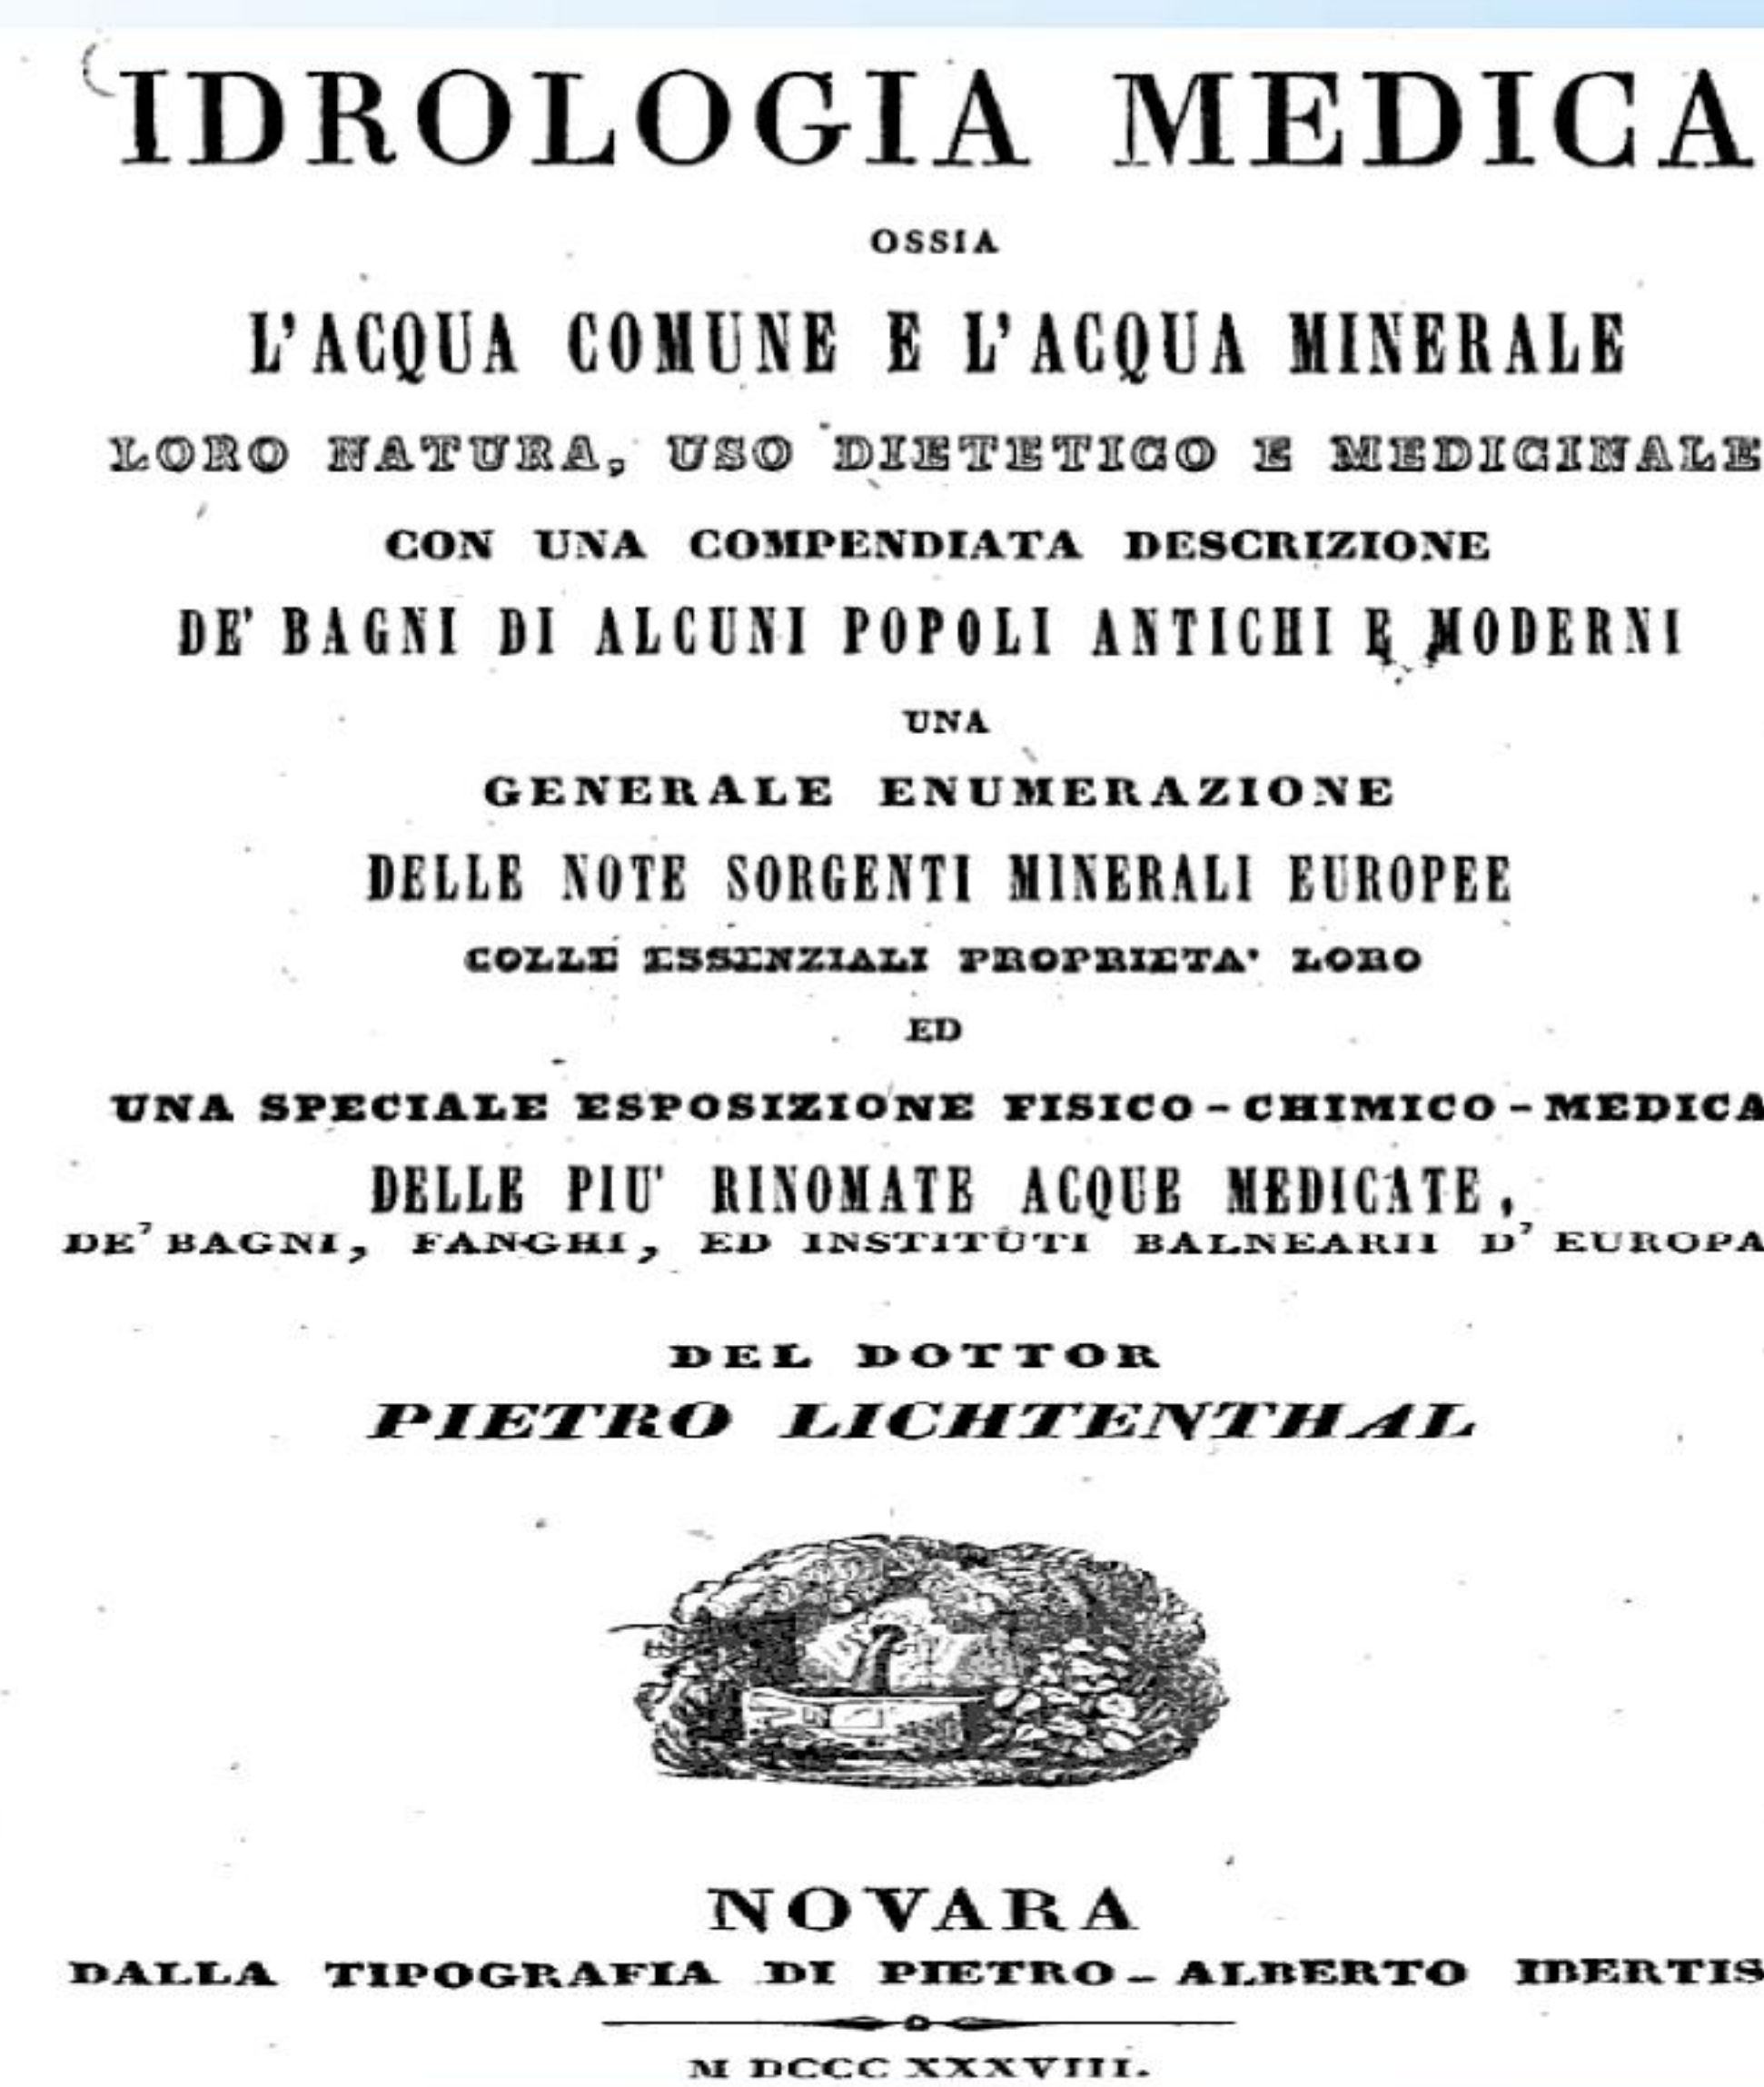 IDROLOGIA MEDICA
OSSIA
L'ACQUA COMUNE E L'ACQUA MINERALE
LORO NATURA, USO DIETETICO E MEDICINALE
CON UNA COMPENDIATA DESCRIZIONE
DE' BAGNI DI ALCUNI POPOLI ANTICHI E MODERNI
UNA
GENERALE ENUMERAZIONE
DELLE NOTE SORGENTI MINERALI EUROPEE
COLLE ESSENZIALI PROPRIETA' LORO
ED
UNA SPECIALE ESPOSIZIONE FISICO-CHIMICO-MEDICA
DELLE PIU' RINOMATE ACQUE MEDICATE,
DE' BAGNI, FANGHI, ED INSTITUTI BALNEARII D' EUROPA
DEL DOTTOR
PIETRO LICHTENTHAL
NOVARA
DALLA TIPOGRAFIA DI PIETRO-ALBERTO IBERTIS
M DCCC XXXVIII.